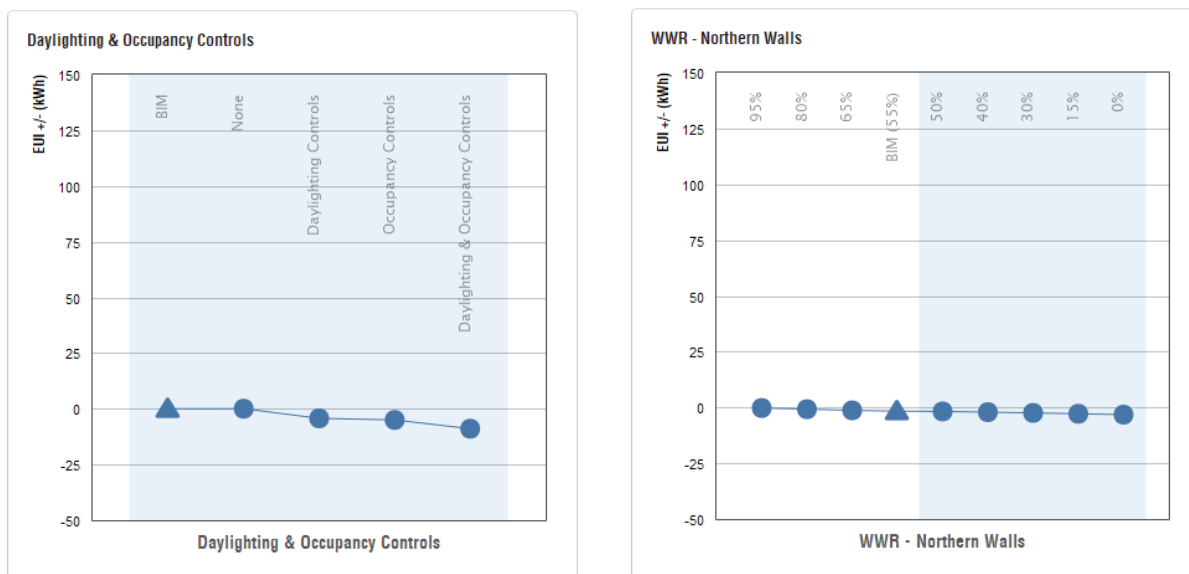 Daylighting & Occupancy Controls
EUI +/- (kWh)
150
125
100
75
50
25
0
-25
-50
BIM
None
Daylighting Controls
Occupancy Controls
Daylighting & Occupancy Controls
Daylighting & Occupancy Controls
WWR - Northern Walls
EUI +/- (kWh)
150
125
100
75
50
25
0
-25
-50
95%
80%
65%
BIM (55%)
50%
40%
30%
15%
0%
WWR - Northern Walls